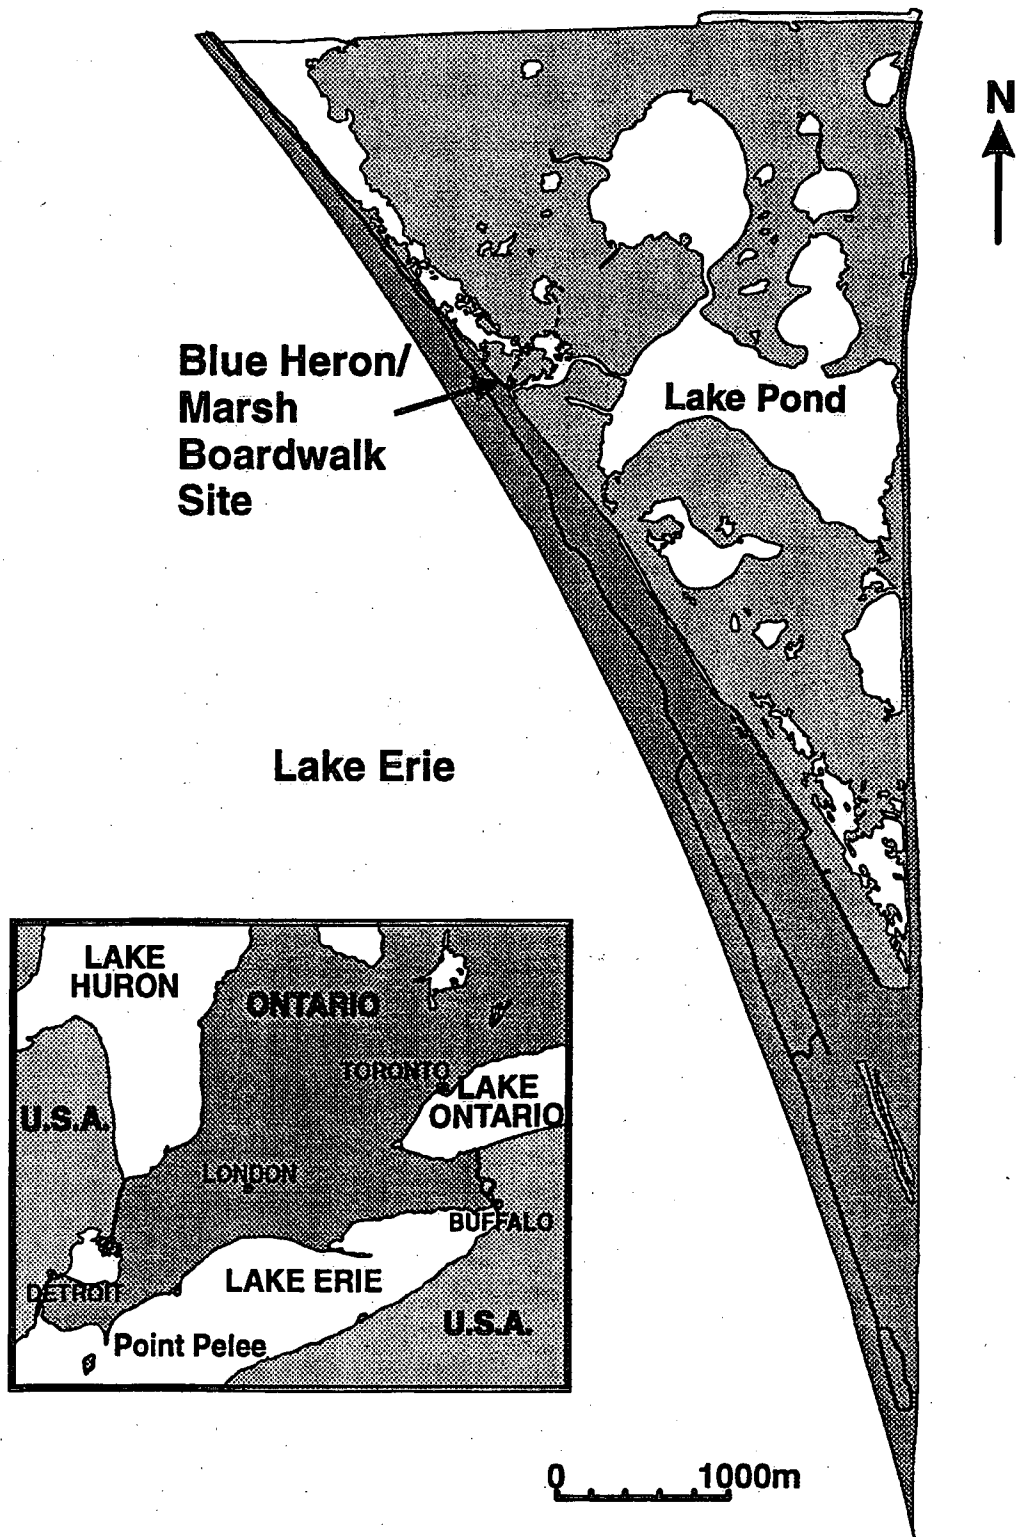 N
Blue Heron/
Marsh
Boardwalk
Site
Lake Pond
Lake Erie
LAKE
HURON
ONTARIO
TORONTO
LAKE
ONTARIO
U.S.A.
LONDON
BUFFALO
LAKE ERIE
DETROIT
U.S.A.
Point Pelee
0 1000m